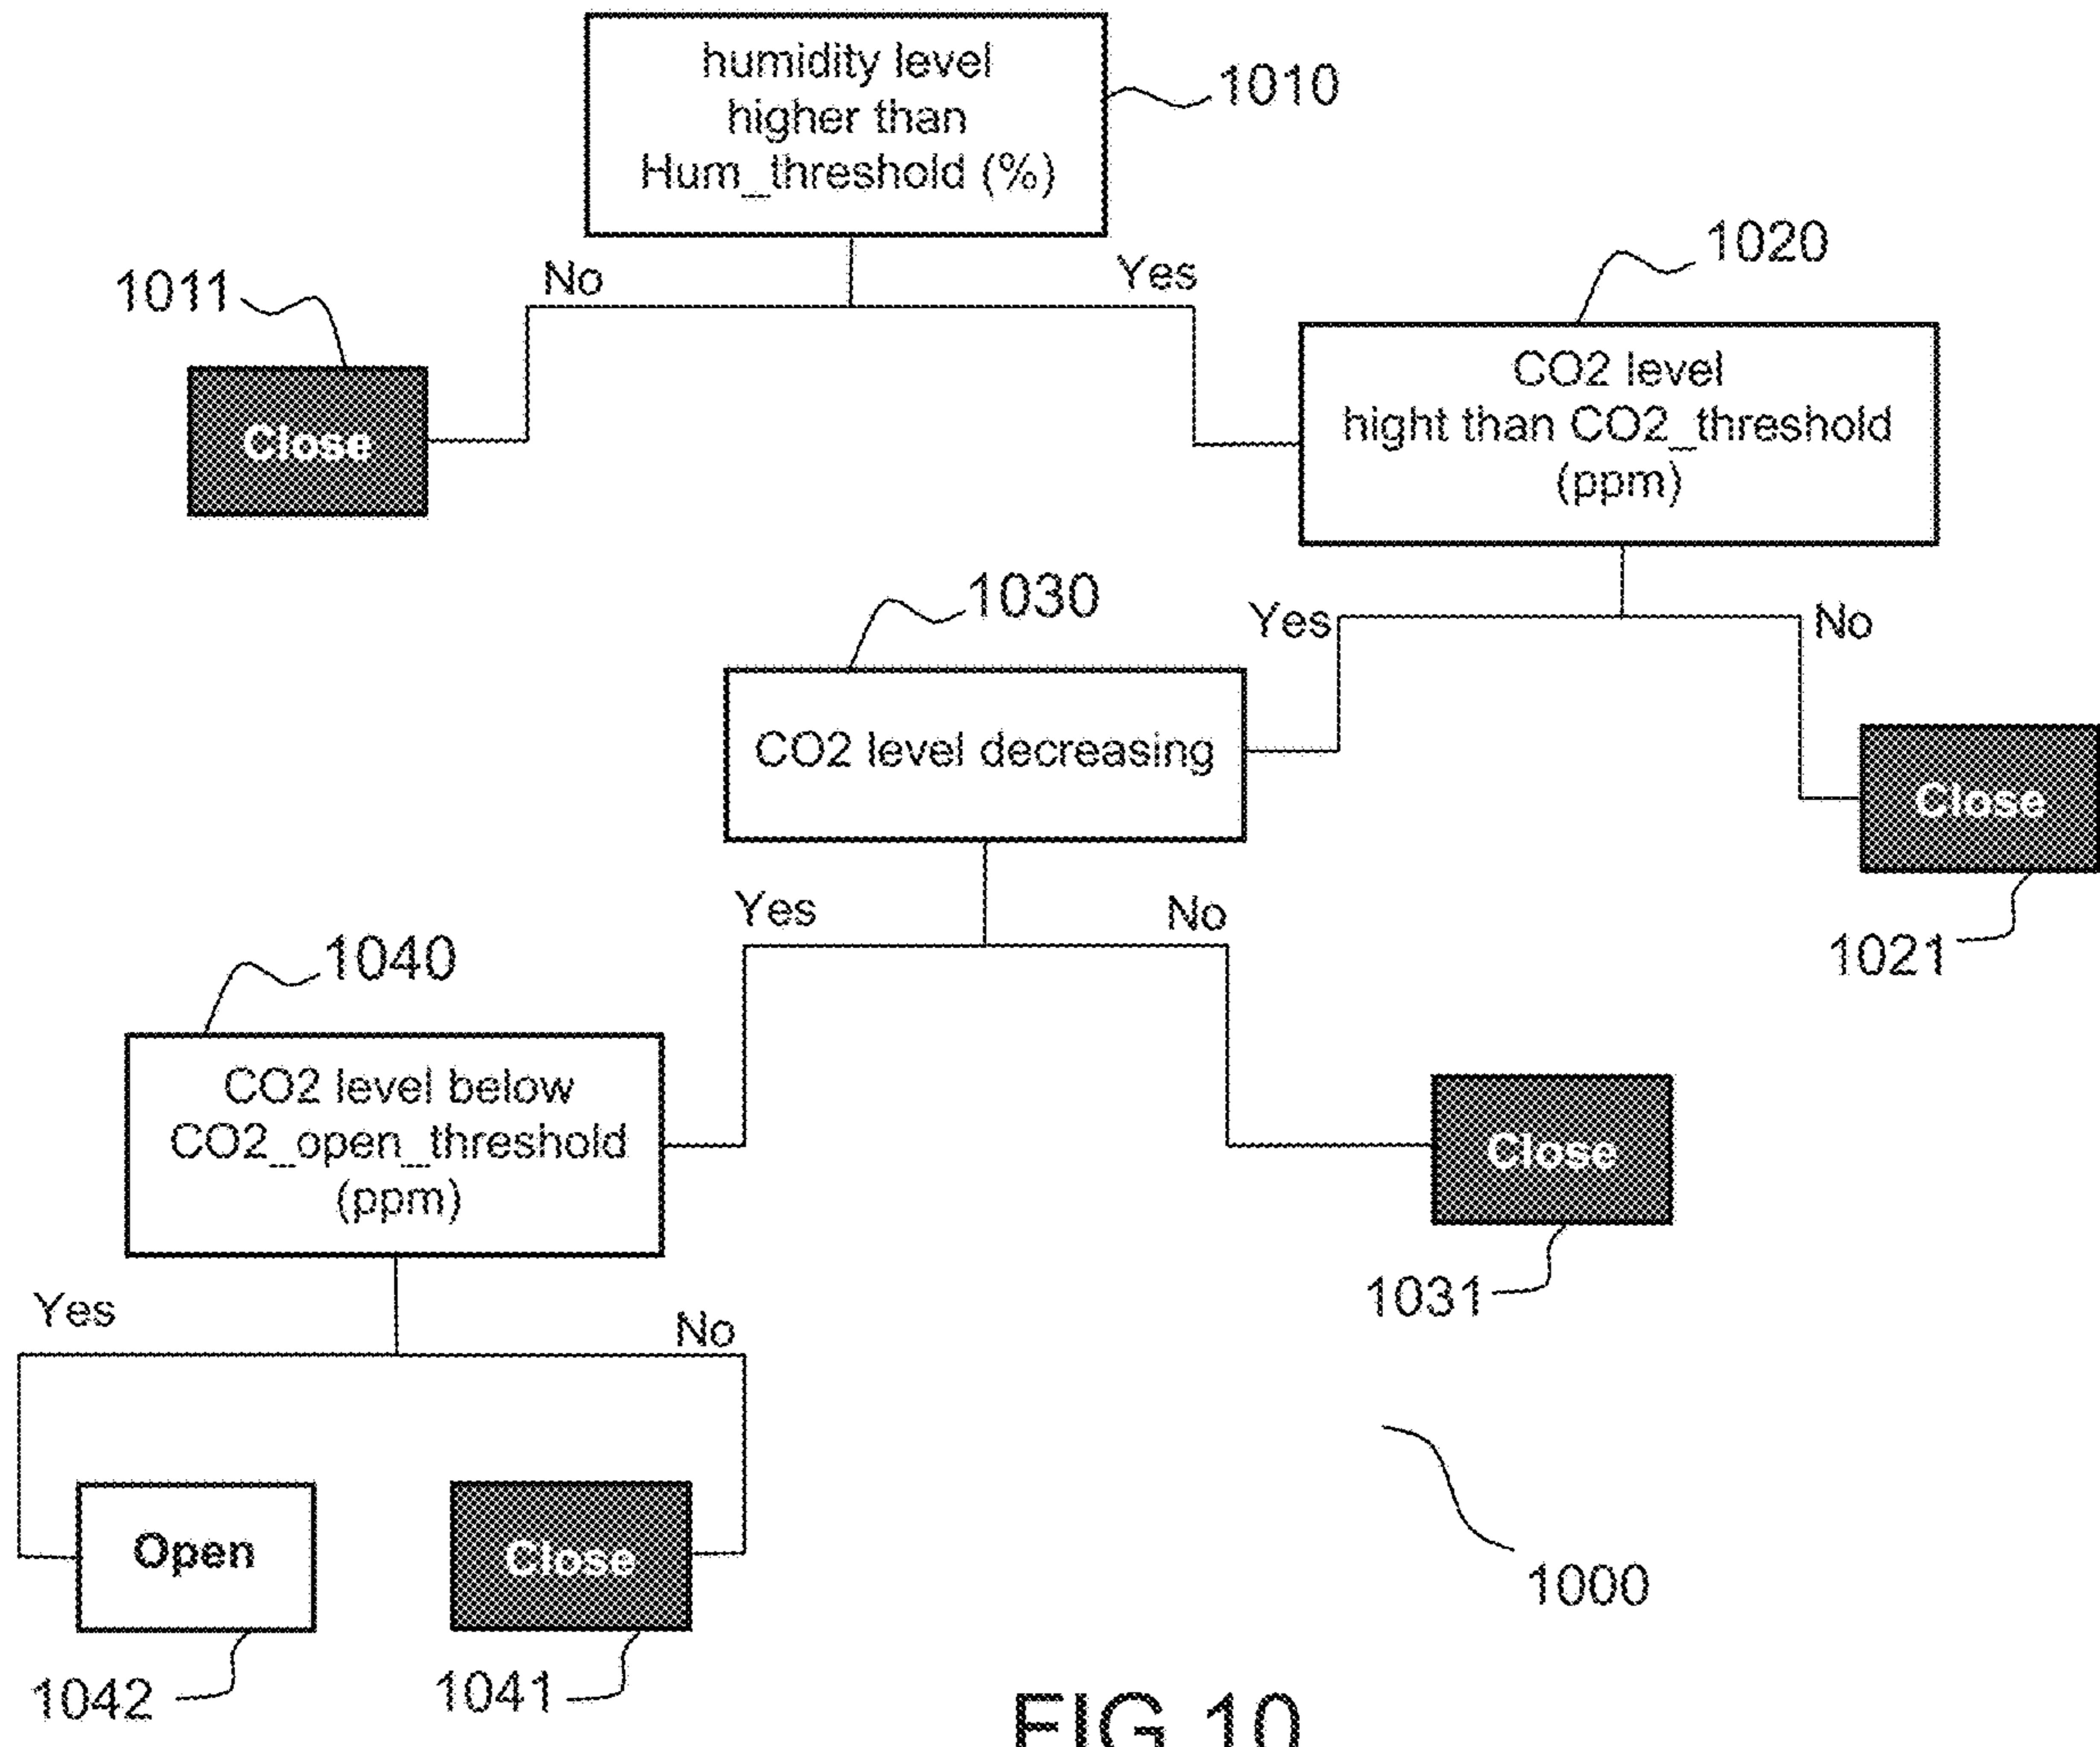 humidity level
higher than
Hum_threshold (%)
1010
No
Yes
1020
1011
Close
CO2 level
hight than CO2_threshold
(ppm)
1030
Yes
No
CO2 level decreasing
Close
1021
Yes
No
1040
CO2 level below
CO2_open_threshold
(ppm)
Close
1031
Yes
No
Open
Close
1000
1042
1041
FIG 10